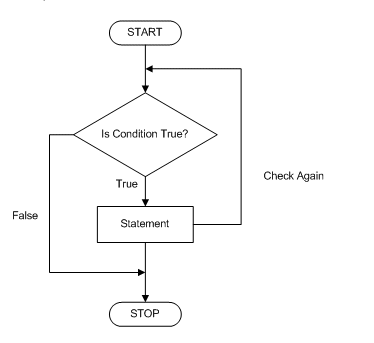 START
Is Condition True?
True
Check Again
False
Statement
STOP